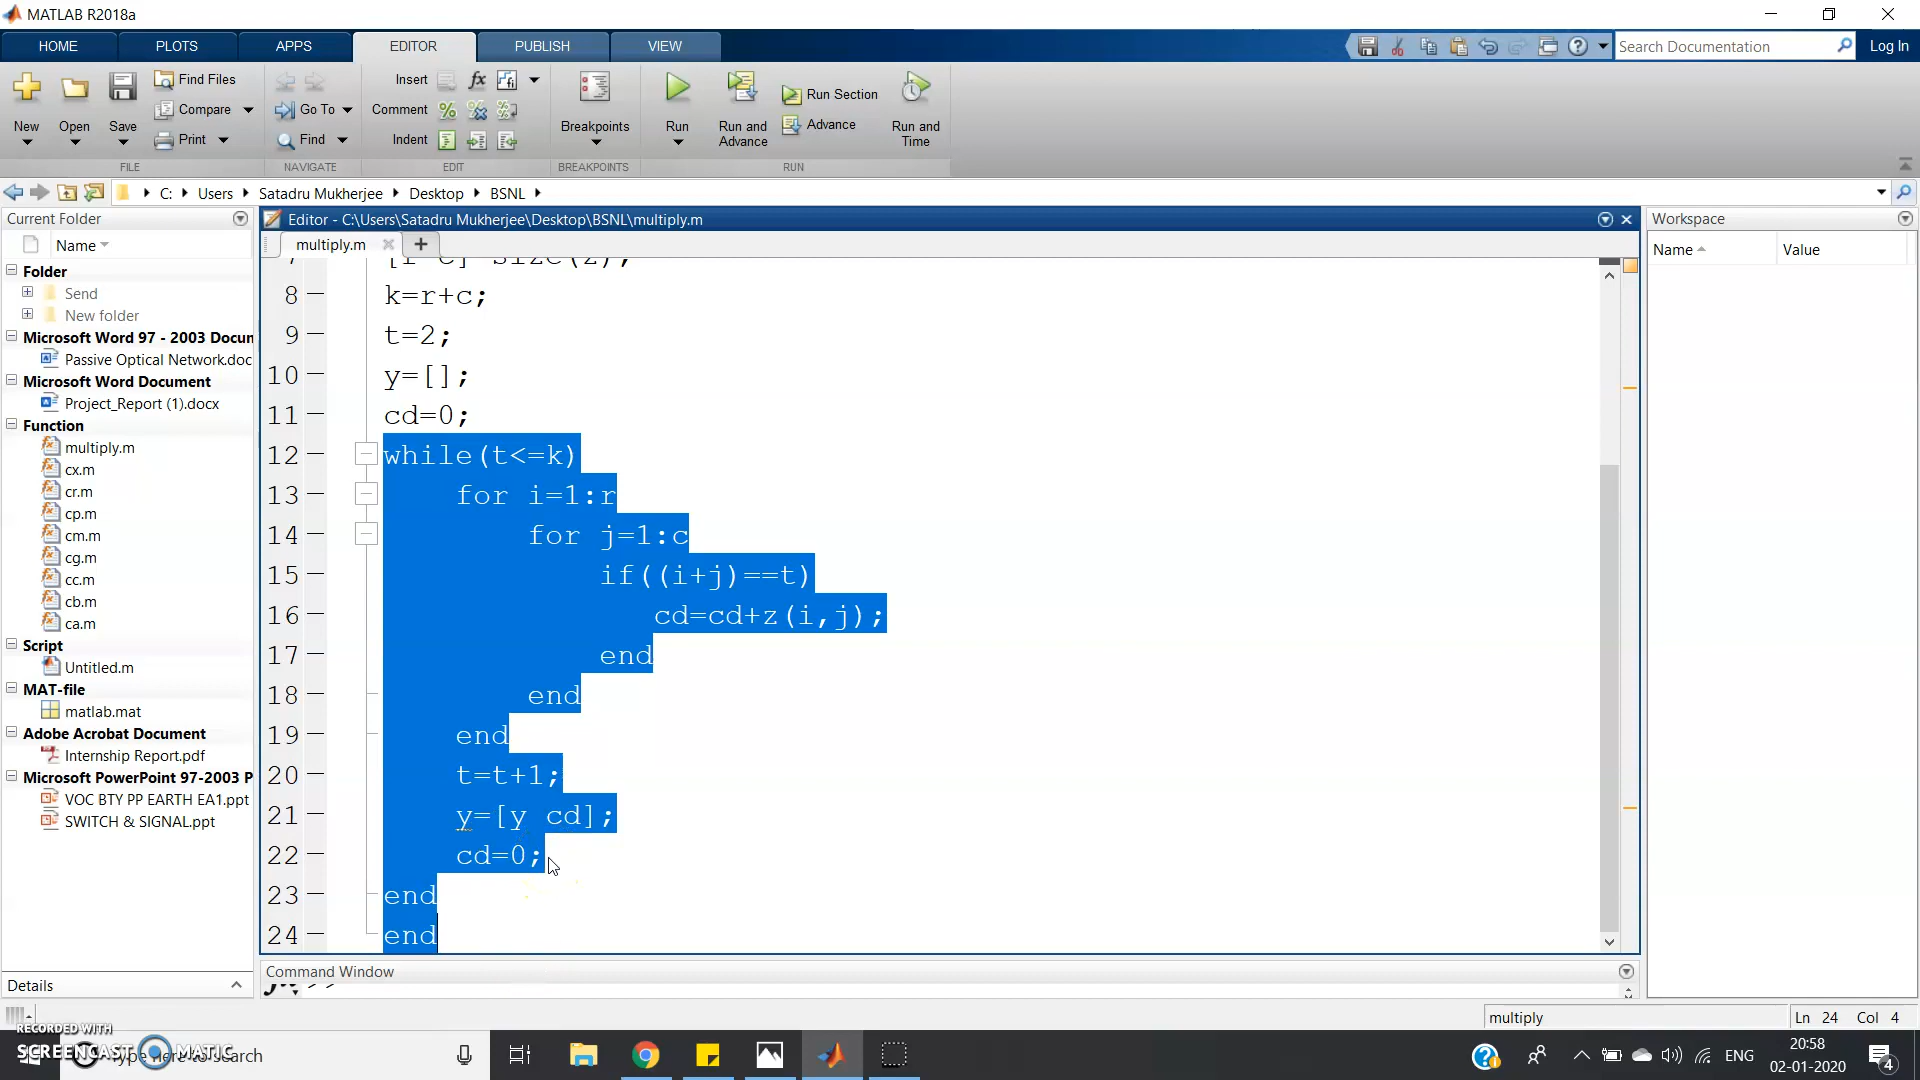 MATLAB R2018a
HOME PLOTS APPS EDITOR PUBLISH VIEW
Search Documentation
Log In
New Open Save
Find Files
Compare
Print
FILE
Go To
Find
NAVIGATE
Insert
Comment
Indent
EDIT
Breakpoints
BREAKPOINTS
Run
Run and Advance
Run Section
Advance
Run and Time
RUN
C: Users Satadru Mukherjee Desktop BSNL
Current Folder
Name
Folder
Send
New folder
Microsoft Word 97 - 2003 Docun
Passive Optical Network.doc
Microsoft Word Document
Project_Report (1).docx
Function
multiply.m
cx.m
cr.m
cp.m
cm.m
cg.m
cc.m
cb.m
ca.m
Script
Untitled.m
MAT-file
matlab.mat
Adobe Acrobat Document
Internship Report.pdf
Microsoft PowerPoint 97-2003 P
VOC BTY PP EARTH EA1.ppt
SWITCH & SIGNAL.ppt
Details
Editor - C:\Users\Satadru Mukherjee\Desktop\BSNL\multiply.m
multiply.m
8 k=r+c;
9 t=2;
10 y=[];
11 cd=0;
12 while(t<=k)
13 for i=1:r
14 for j=1:c
15 if((i+j)==t)
16 cd=cd+z(i,j);
17 end
18 end
19 end
20 t=t+1;
21 y=[y cd];
22 cd=0;
23 end
24 end
Command Window
>>
Workspace
Name Value
multiply
Ln 24 Col 4
RECORDED WITH
SCREENCAST MATIC
Type here to search
ENG
20:58
02-01-2020
4